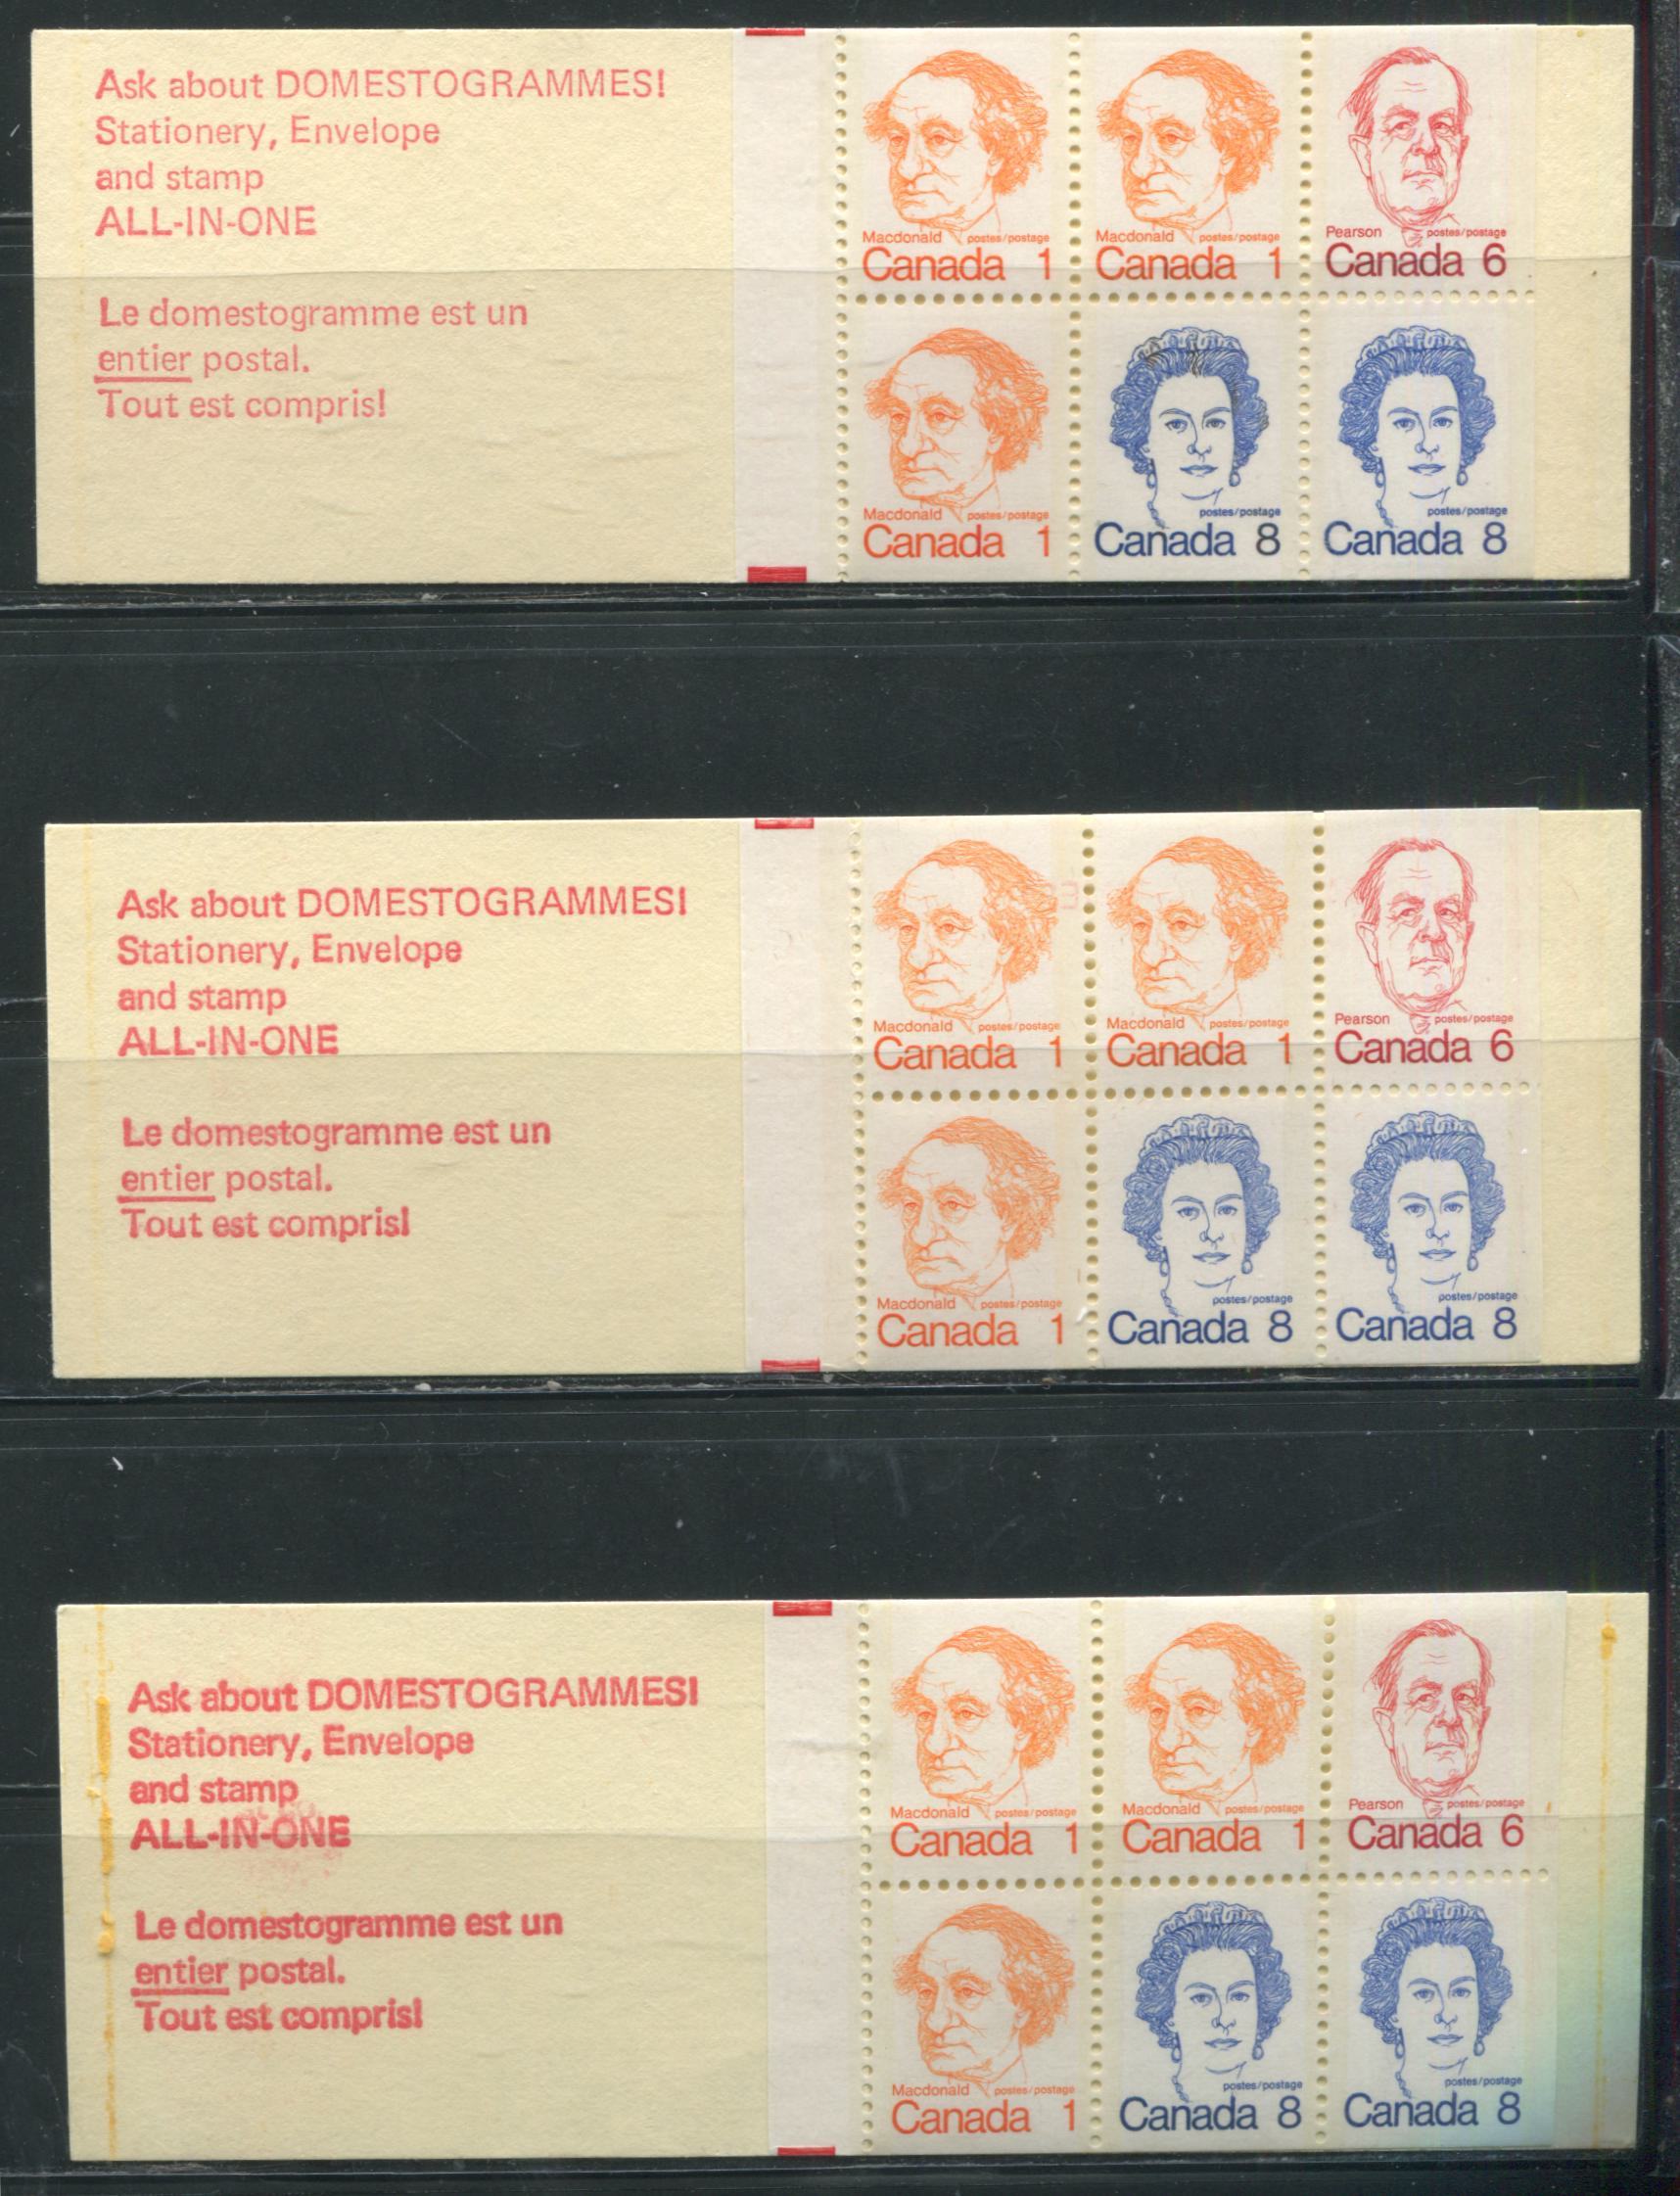 Ask about DOMESTOGRAMMES!
Stationery, Envelope
and stamp
ALL-IN-ONE
Le domestogramme est un
entier postal.
Tout est compris!
Macdonald postes/postage
Canada 1
Macdonald postes/postage
Canada 1
Pearson postes/postage
Canada 6
Macdonald postes/postage
Canada 1
postes/postage
Canada 8
postes/postage
Canada 8
Ask about DOMESTOGRAMMES!
Stationery, Envelope
and stamp
ALL-IN-ONE
Le domestogramme est un
entier postal.
Tout est compris!
Macdonald postes/postage
Canada 1
Macdonald postes/postage
Canada 1
Pearson postes/postage
Canada 6
Macdonald postes/postage
Canada 1
postes/postage
Canada 8
postes/postage
Canada 8
Ask about DOMESTOGRAMMES!
Stationery, Envelope
and stamp
ALL-IN-ONE
Le domestogramme est un
entier postal.
Tout est compris!
Macdonald postes/postage
Canada 1
Macdonald postes/postage
Canada 1
Pearson postes/postage
Canada 6
Macdonald postes/postage
Canada 1
postes/postage
Canada 8
postes/postage
Canada 8